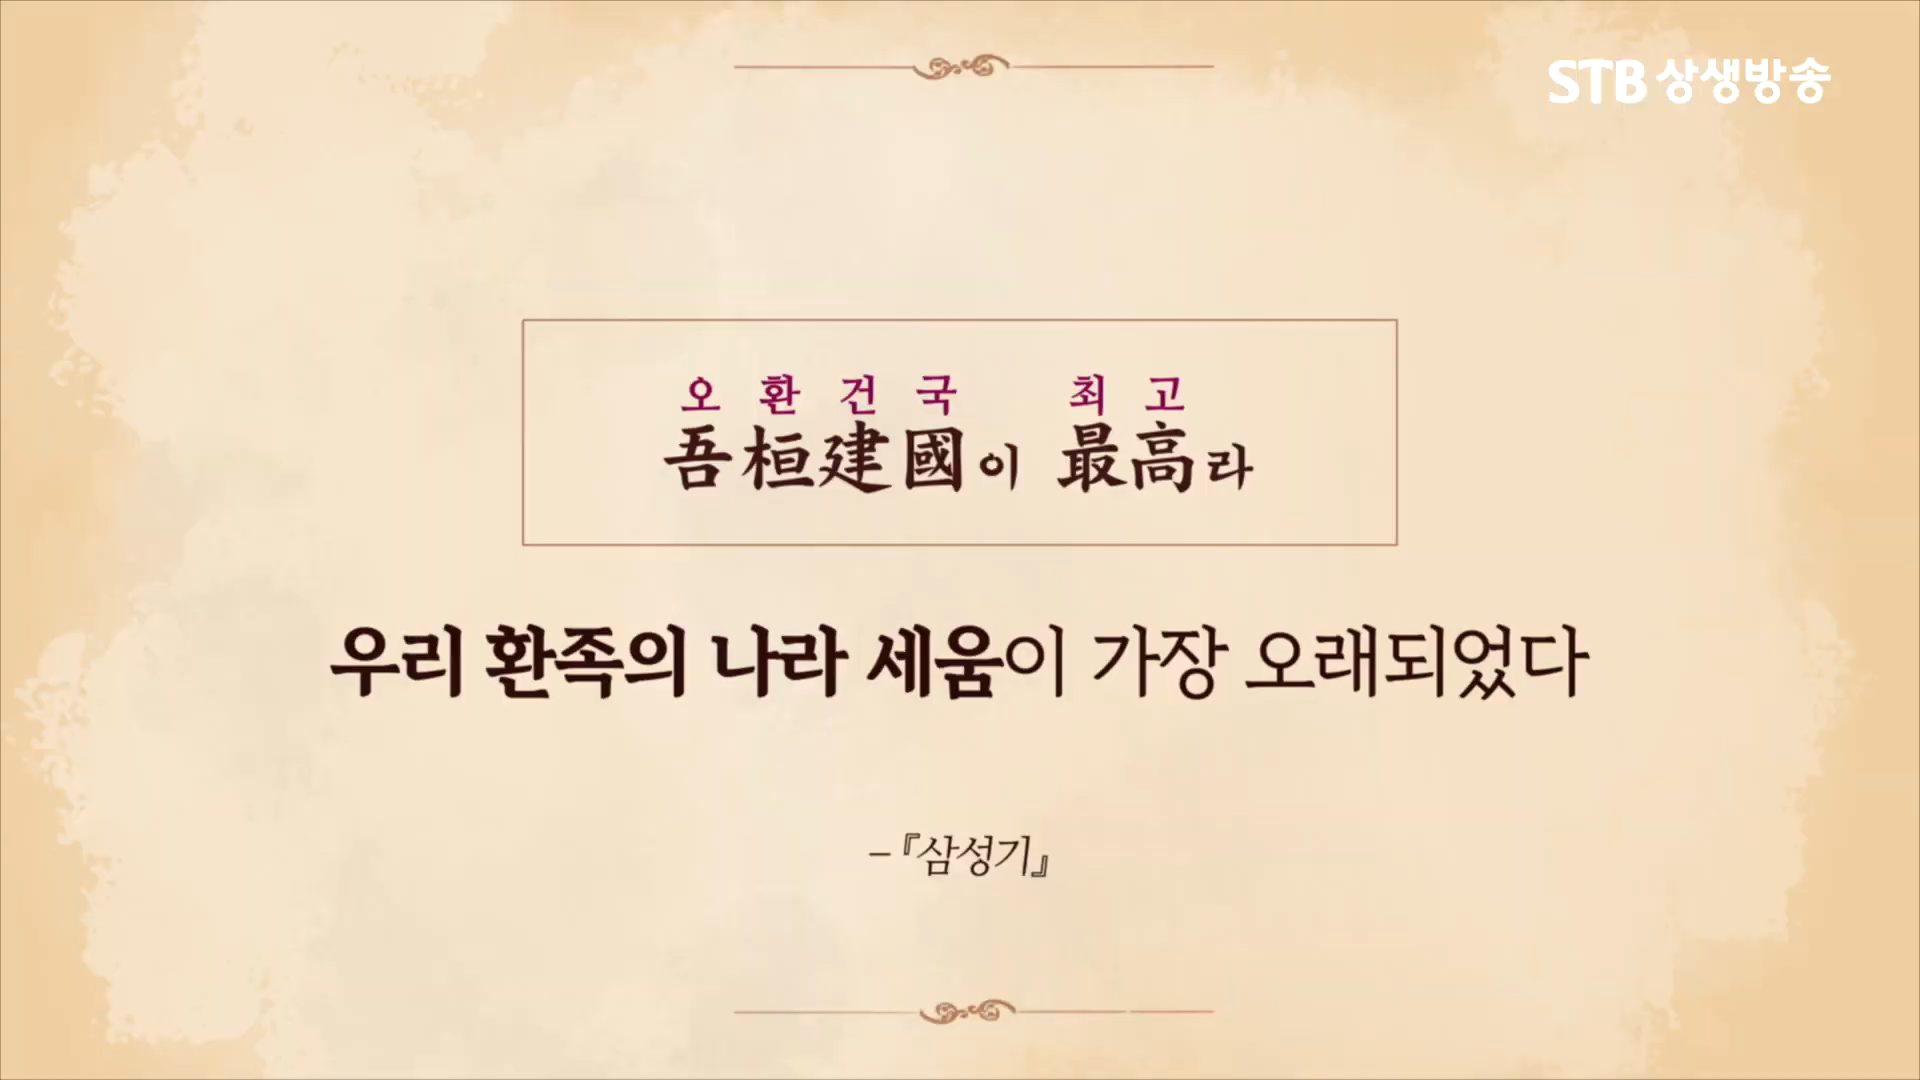 STB 상생방송
오환건국 최고
吾桓建國이 最高라
우리 환족의 나라 세움이 가장 오래되었다
-『삼성기』